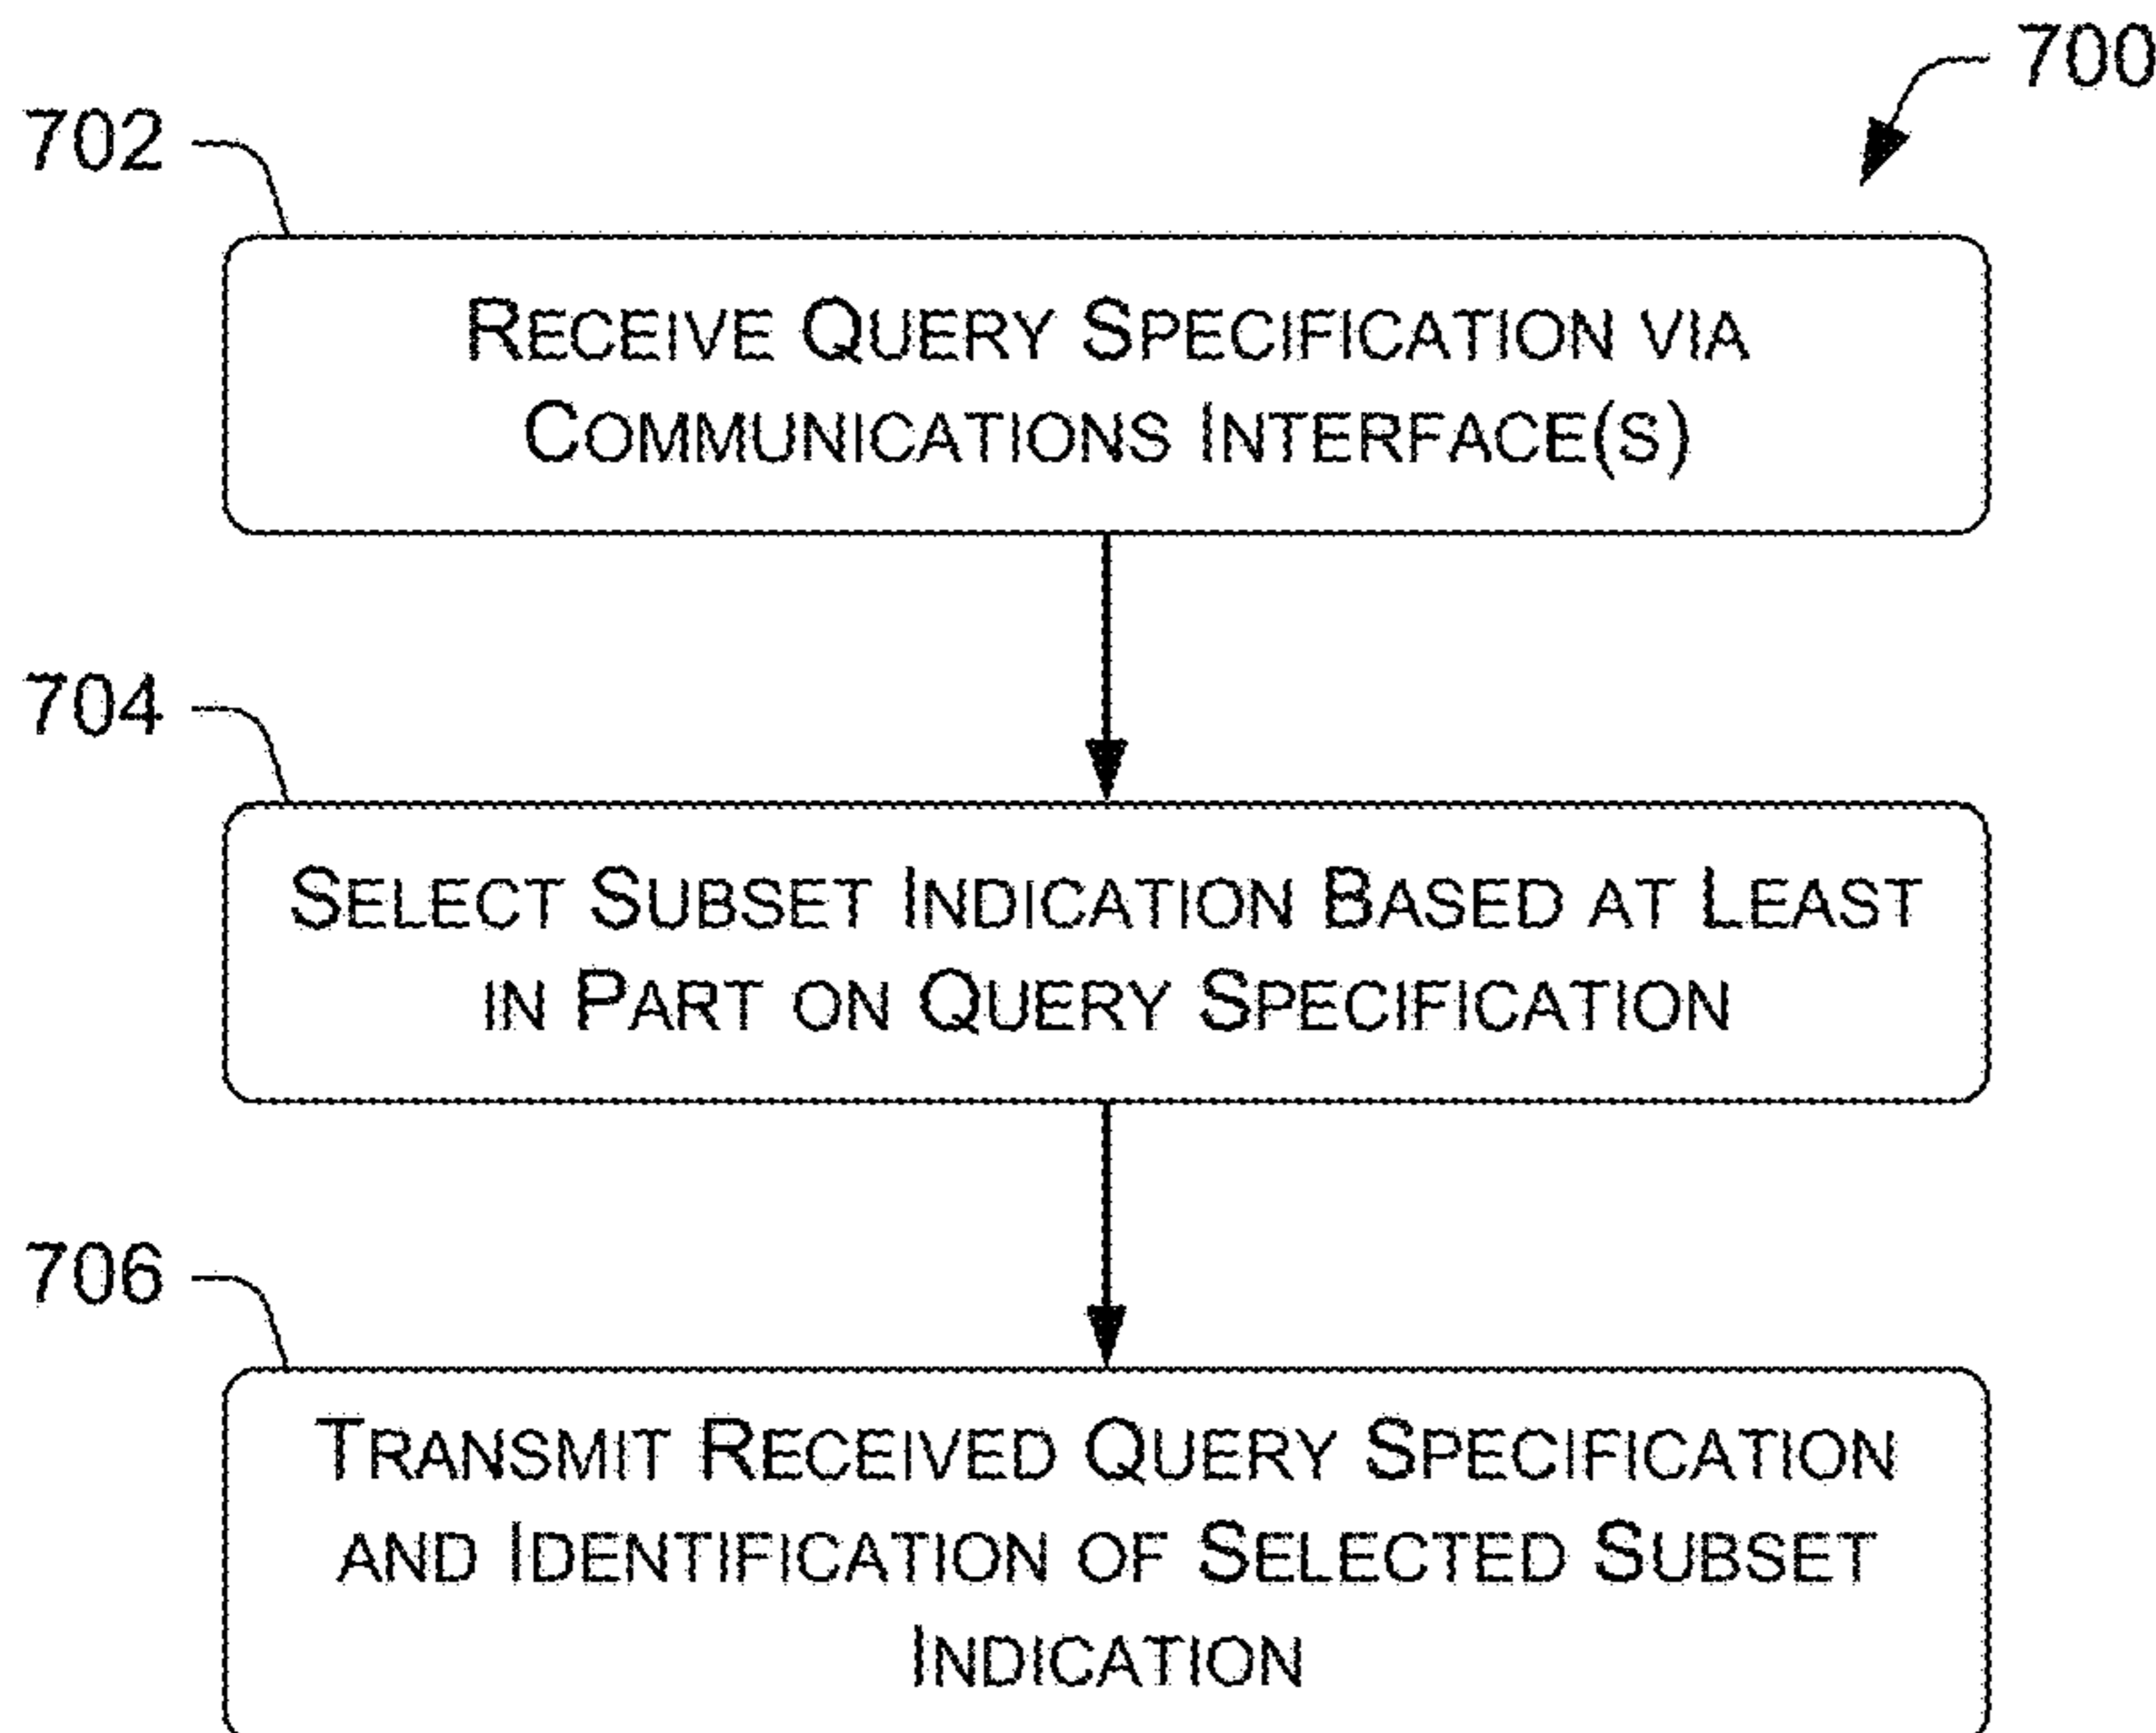 700
702
RECEIVE QUERY SPECIFICATION VIA
COMMUNICATIONS INTERFACE(S)
704
SELECT SUBSET INDICATION BASED AT LEAST
IN PART ON QUERY SPECIFICATION
706
TRANSMIT RECEIVED QUERY SPECIFICATION
AND IDENTIFICATION OF SELECTED SUBSET
INDICATION